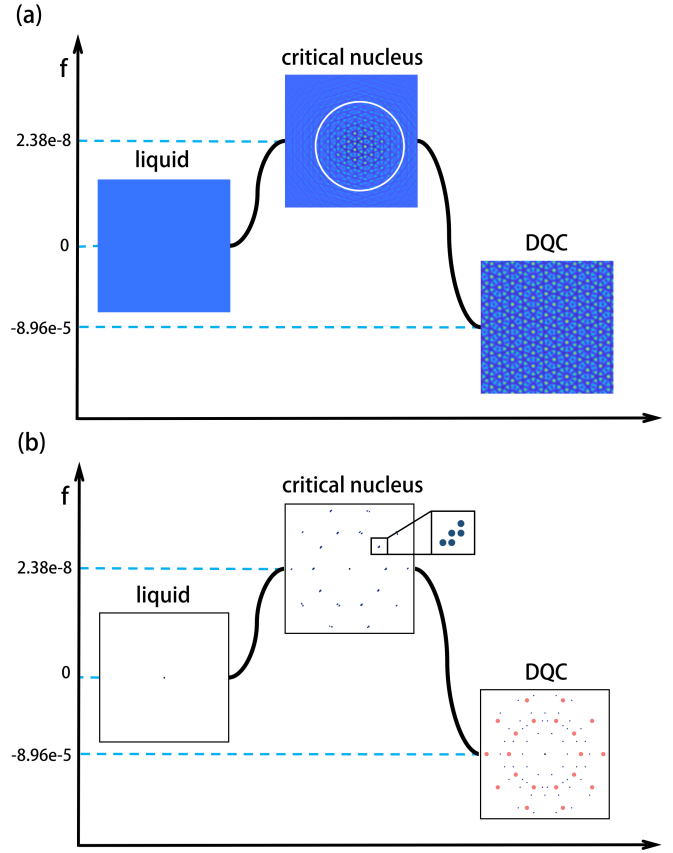 (a)
f
critical nucleus
2.38e-8
liquid
0
DQC
-8.96e-5
(b)
f
critical nucleus
2.38e-8
liquid
0
DQC
-8.96e-5